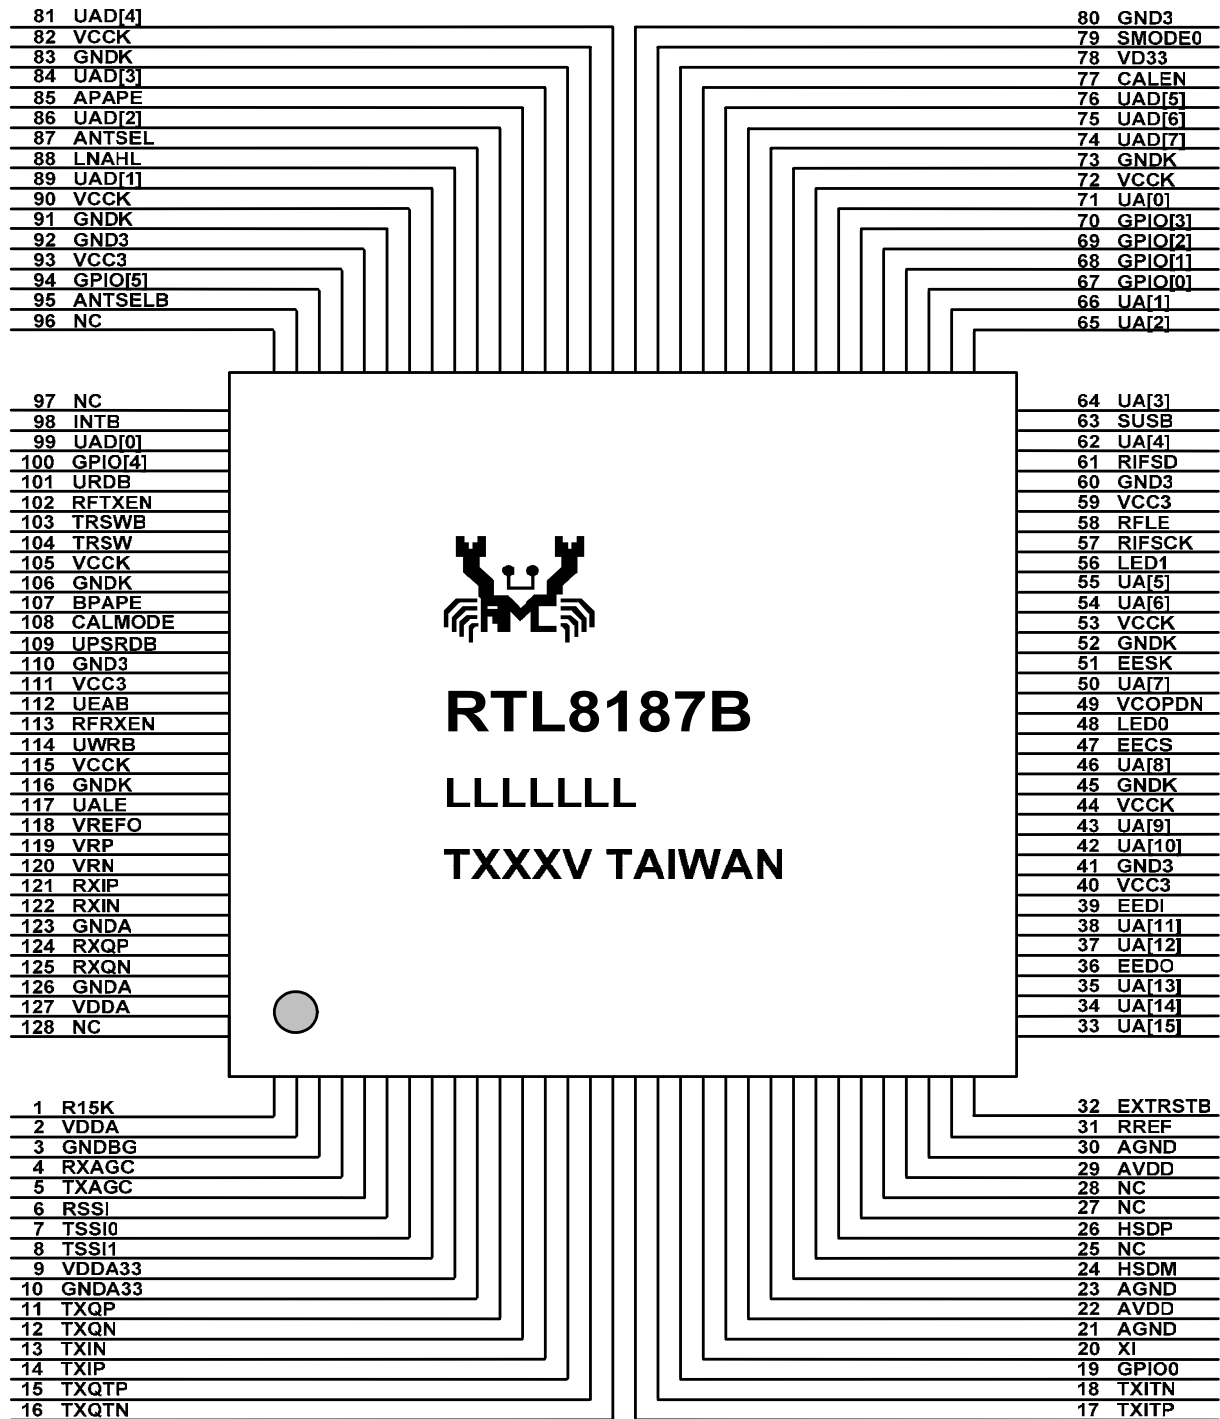 81 UAD[4]
82 VCCK
83 GNDK
84 UAD[3]
85 APAPE
86 UAD[2]
87 ANTSEL
88 LNAHL
89 UAD[1]
90 VCCK
91 GNDK
92 GND3
93 VCC3
94 GPIO[5]
95 ANTSELB
96 NC
80 GND3
79 SMODE0
78 VD33
77 CALEN
76 UAD[5]
75 UAD[6]
74 UAD[7]
73 GNDK
72 VCCK
71 UA[0]
70 GPIO[3]
69 GPIO[2]
68 GPIO[1]
67 GPIO[0]
66 UA[1]
65 UA[2]
97 NC
98 INTB
99 UAD[0]
100 GPIO[4]
101 URDB
102 RFTXEN
103 TRSWB
104 TRSW
105 VCCK
106 GNDK
107 BPAPE
108 CALMODE
109 UPSRDB
110 GND3
111 VCC3
112 UEAB
113 RFRXEN
114 UWRB
115 VCCK
116 GNDK
117 UALE
118 VREFO
119 VRP
120 VRN
121 RXIP
122 RXIN
123 GNDA
124 RXQP
125 RXQN
126 GNDA
127 VDDA
128 NC
RTL8187B
LLLLLLL
TXXXV TAIWAN
64 UA[3]
63 SUSB
62 UA[4]
61 RIFSD
60 GND3
59 VCC3
58 RFLE
57 RIFSCK
56 LED1
55 UA[5]
54 UA[6]
53 VCCK
52 GNDK
51 EESK
50 UA[7]
49 VCOPDN
48 LED0
47 EECS
46 UA[8]
45 GNDK
44 VCCK
43 UA[9]
42 UA[10]
41 GND3
40 VCC3
39 EEDI
38 UA[11]
37 UA[12]
36 EEDO
35 UA[13]
34 UA[14]
33 UA[15]
1 R15K
2 VDDA
3 GNDBG
4 RXAGC
5 TXAGC
6 RSSI
7 TSSI0
8 TSSI1
9 VDDA33
10 GNDA33
11 TXQP
12 TXQN
13 TXIN
14 TXIP
15 TXQTP
16 TXQTN
32 EXTRSTB
31 RREF
30 AGND
29 AVDD
28 NC
27 NC
26 HSDP
25 NC
24 HSDM
23 AGND
22 AVDD
21 AGND
20 XI
19 GPIO0
18 TXITN
17 TXITP